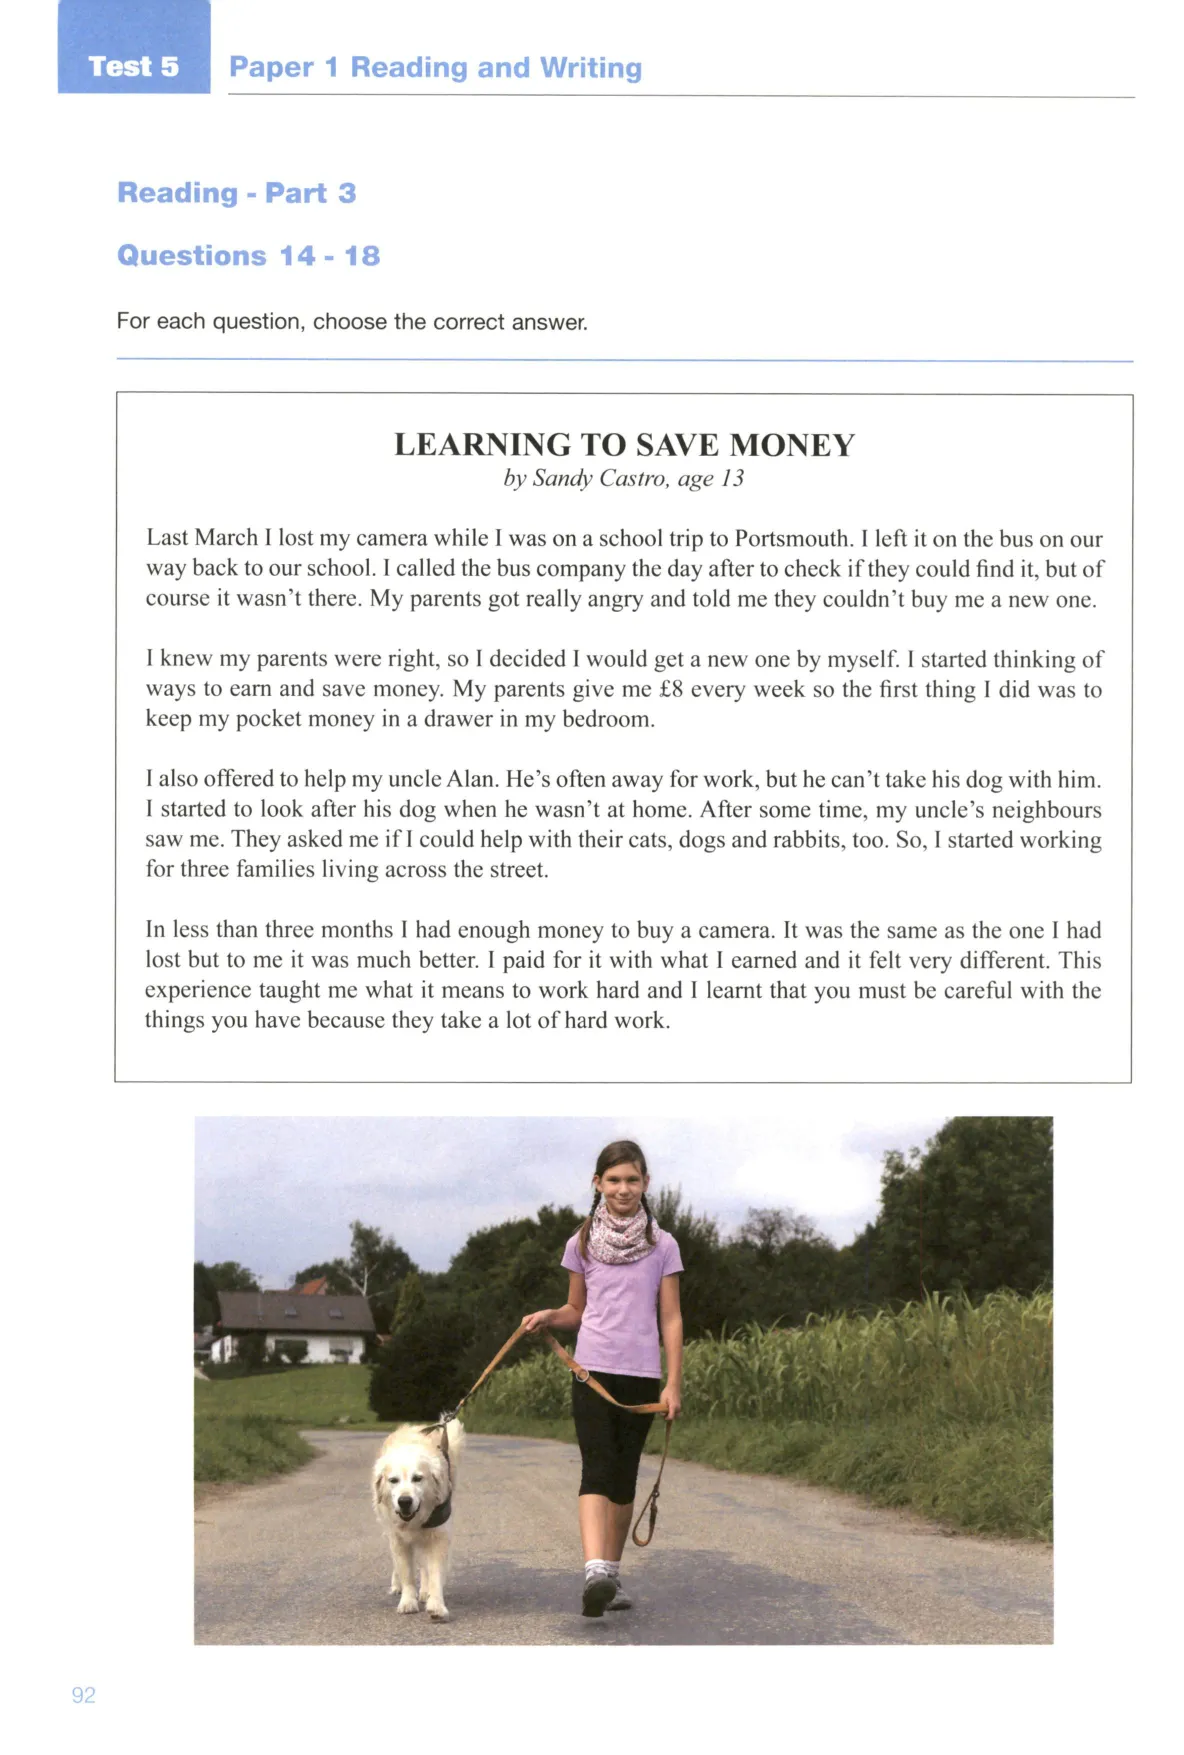 Test 5
Paper 1 Reading and Writing
Reading - Part 3
Questions 14 - 18
For each question, choose the correct answer.
LEARNING TO SAVE MONEY
by Sandy Castro, age 13
Last March I lost my camera while I was on a school trip to Portsmouth. I left it on the bus on our
way back to our school. I called the bus company the day after to check if they could find it, but of
course it wasn't there. My parents got really angry and told me they couldn't buy me a new one.
I knew my parents were right, so I decided I would get a new one by myself. I started thinking of
ways to earn and save money. My parents give me £8 every week so the first thing I did was to
keep my pocket money in a drawer in my bedroom.
I also offered to help my uncle Alan. He's often away for work, but he can't take his dog with him.
I started to look after his dog when he wasn't at home. After some time, my uncle's neighbours
saw me. They asked me if I could help with their cats, dogs and rabbits, too. So, I started working
for three families living across the street.
In less than three months I had enough money to buy a camera. It was the same as the one I had
lost but to me it was much better. I paid for it with what I earned and it felt very different. This
experience taught me what it means to work hard and I learnt that you must be careful with the
things you have because they take a lot of hard work.
92